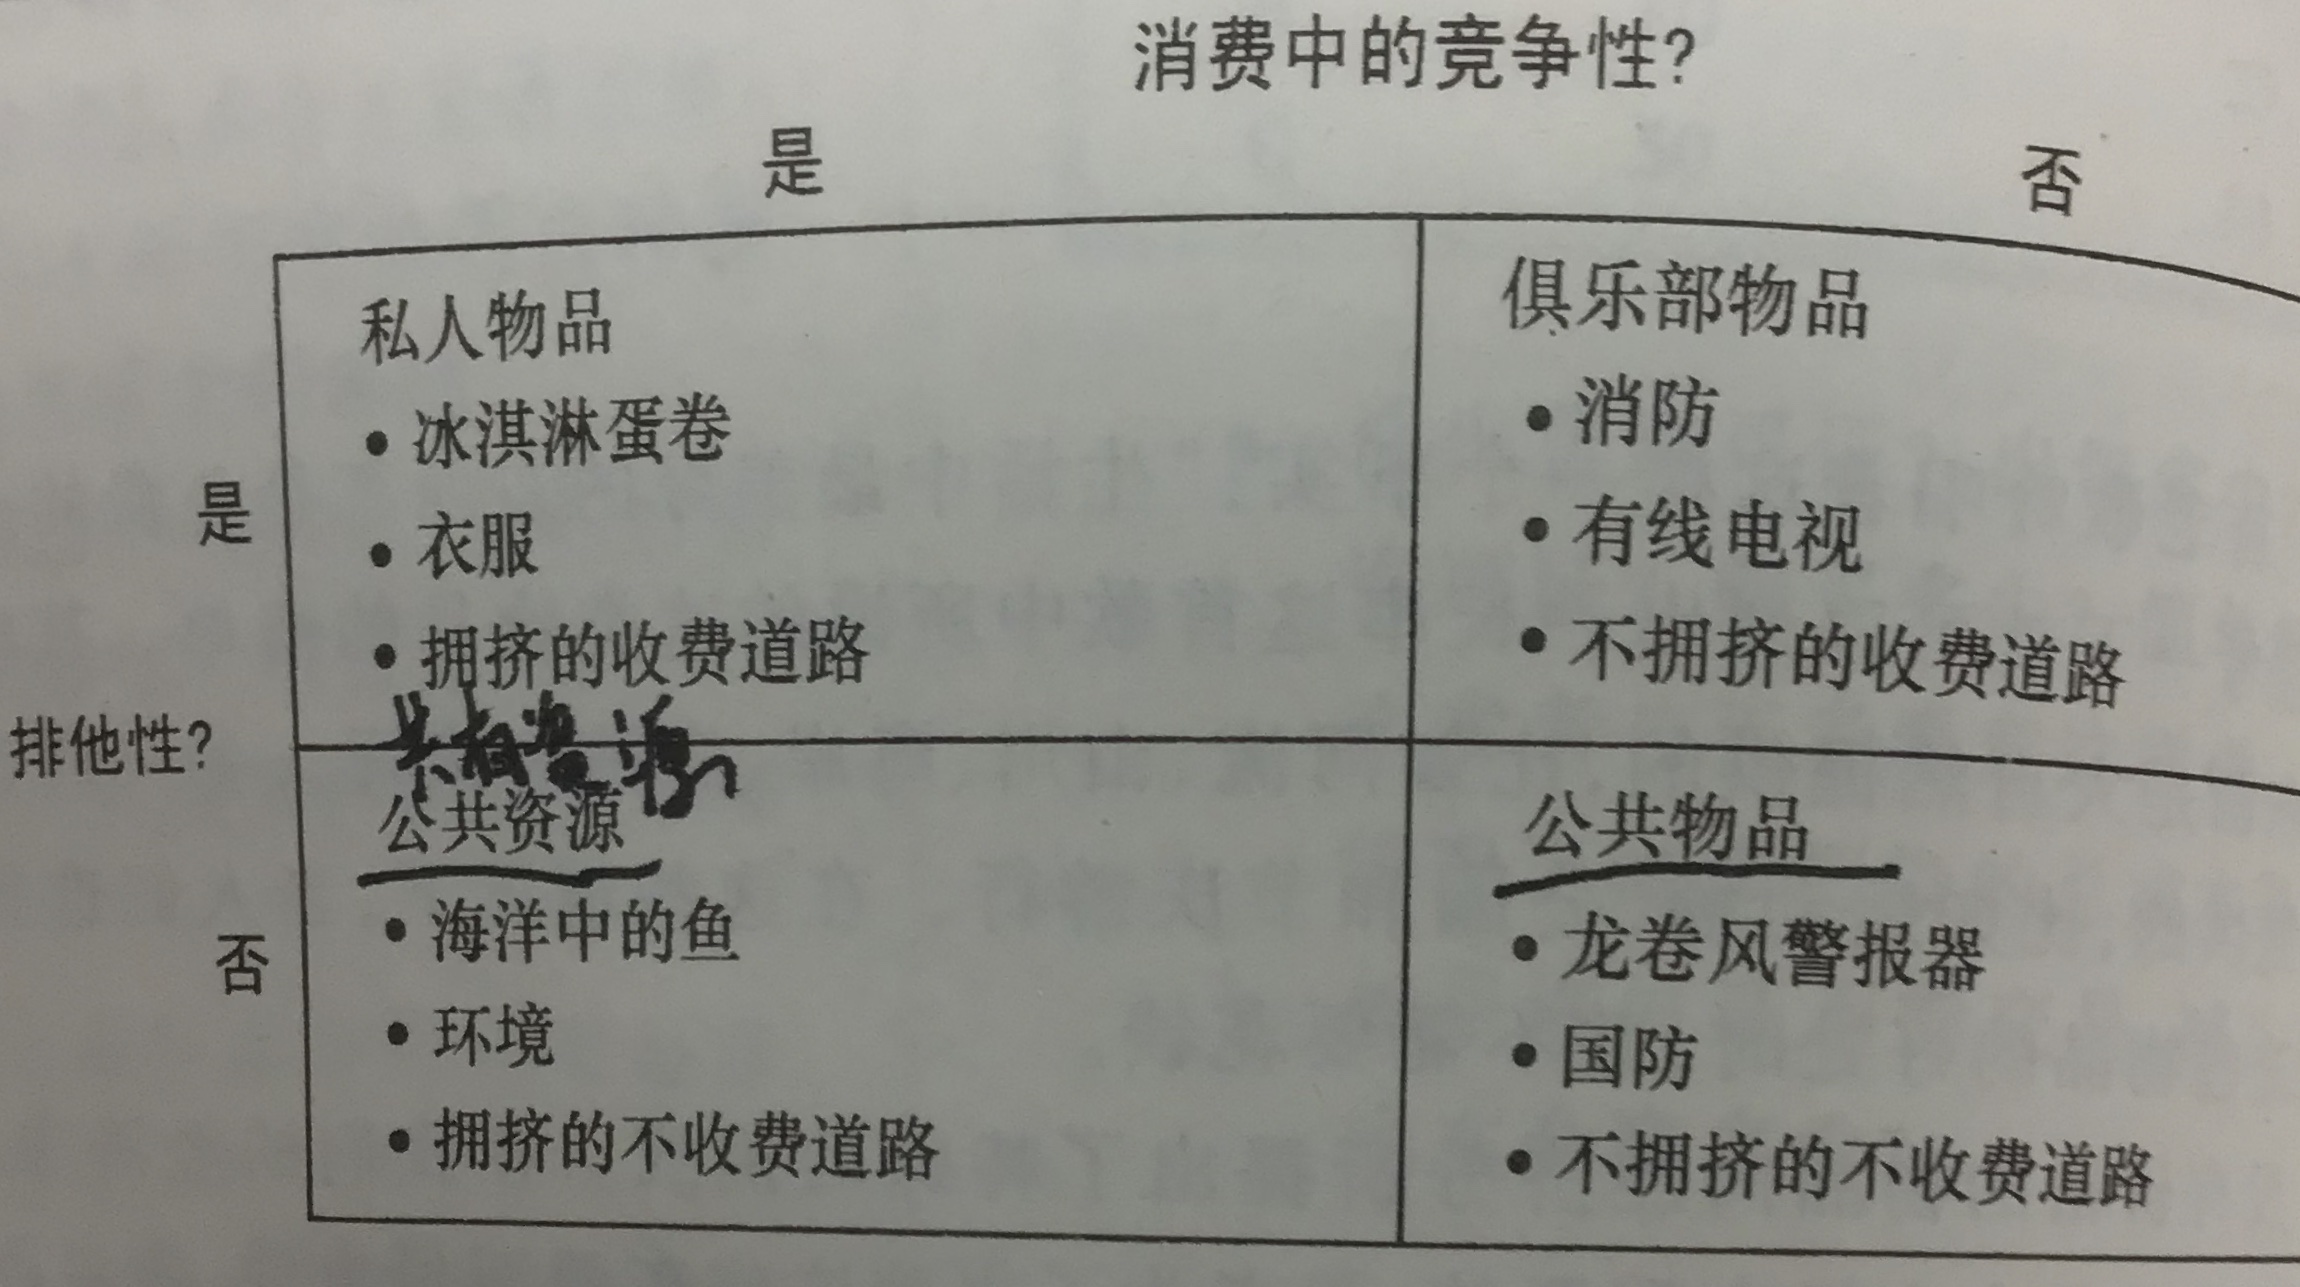 消费中的竞争性?
是
否
私人物品
• 冰淇淋蛋卷
• 衣服
• 拥挤的收费道路
俱乐部物品
• 消防
• 有线电视
• 不拥挤的收费道路
是
排他性?
否
共有资源
公共资源
• 海洋中的鱼
• 环境
• 拥挤的不收费道路
公共物品
• 龙卷风警报器
• 国防
• 不拥挤的不收费道路